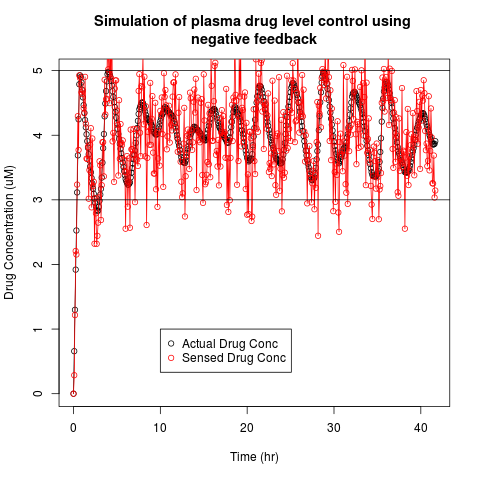 Simulation of plasma drug level control using
negative feedback
Drug Concentration (uM)
5
4
3
2
1
0
Actual Drug Conc
Sensed Drug Conc
0 10 20 30 40
Time (hr)